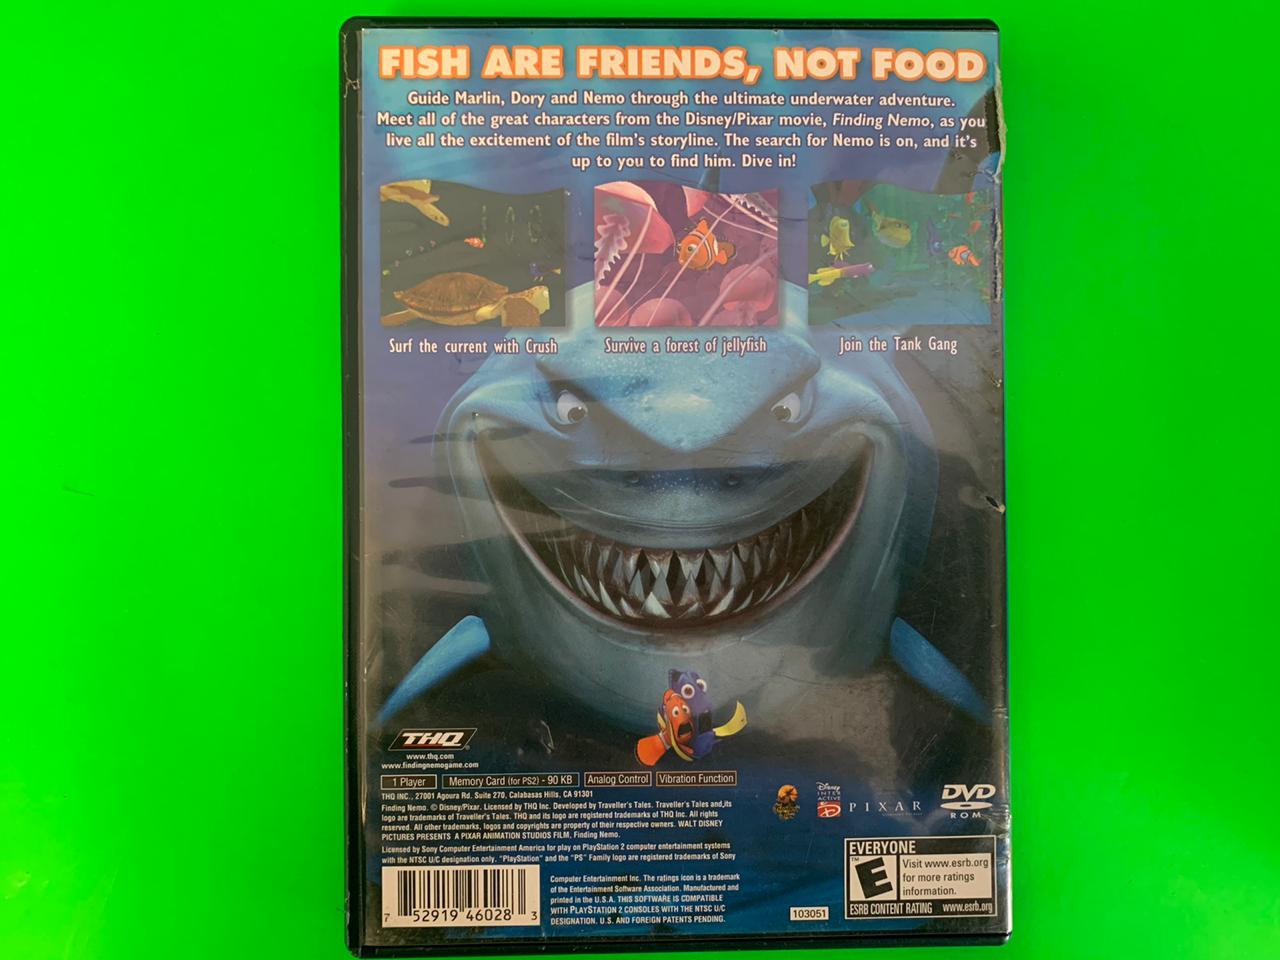 FISH ARE FRIENDS, NOT FOOD
Guide Marlin, Dory and Nemo through the ultimate underwater adventure.
Meet all of the great characters from the Disney/Pixar movie, Finding Nemo, as you
live all the excitement of the film's storyline. The search for Nemo is on, and it's
up to you to find him. Dive in!
Surf the current with Crush
Survive a forest of jellyfish
Join the Tank Gang
THQ
www.thq.com
www.findingnemogame.com
1 Player
Memory Card (for PS2) - 90 KB
Analog Control
Vibration Function
THQ INC., 27001 Agoura Rd. Suite 270, Calabasas Hills, CA 91301
Finding Nemo. © Disney/Pixar. Licensed by THQ Inc. Developed by Traveller's Tales. Traveller's Tales and its
logo are trademarks of Traveller's Tales. THQ and its logo are registered trademarks of THQ Inc. All rights
reserved. All other trademarks, logos and copyrights are property of their respective owners. WALT DISNEY
PICTURES PRESENTS A PIXAR ANIMATION STUDIOS FILM, Finding Nemo.
Licensed by Sony Computer Entertainment America for play on PlayStation 2 computer entertainment systems
with the NTSC U/C designation only. "PlayStation" and the "PS" Family logo are registered trademarks of Sony
Computer Entertainment Inc. The ratings icon is a trademark
of the Entertainment Software Association. Manufactured and
printed in the U.S.A. THIS SOFTWARE IS COMPATIBLE
WITH PLAYSTATION 2 CONSOLES WITH THE NTSC U/C
DESIGNATION. U.S. AND FOREIGN PATENTS PENDING.
7 52919 46028 3
Disney
INTER
ACTIVE
PIXAR
DVD
ROM
103051
EVERYONE
E
Visit www.esrb.org
for more ratings
information.
ESRB CONTENT RATING www.esrb.org